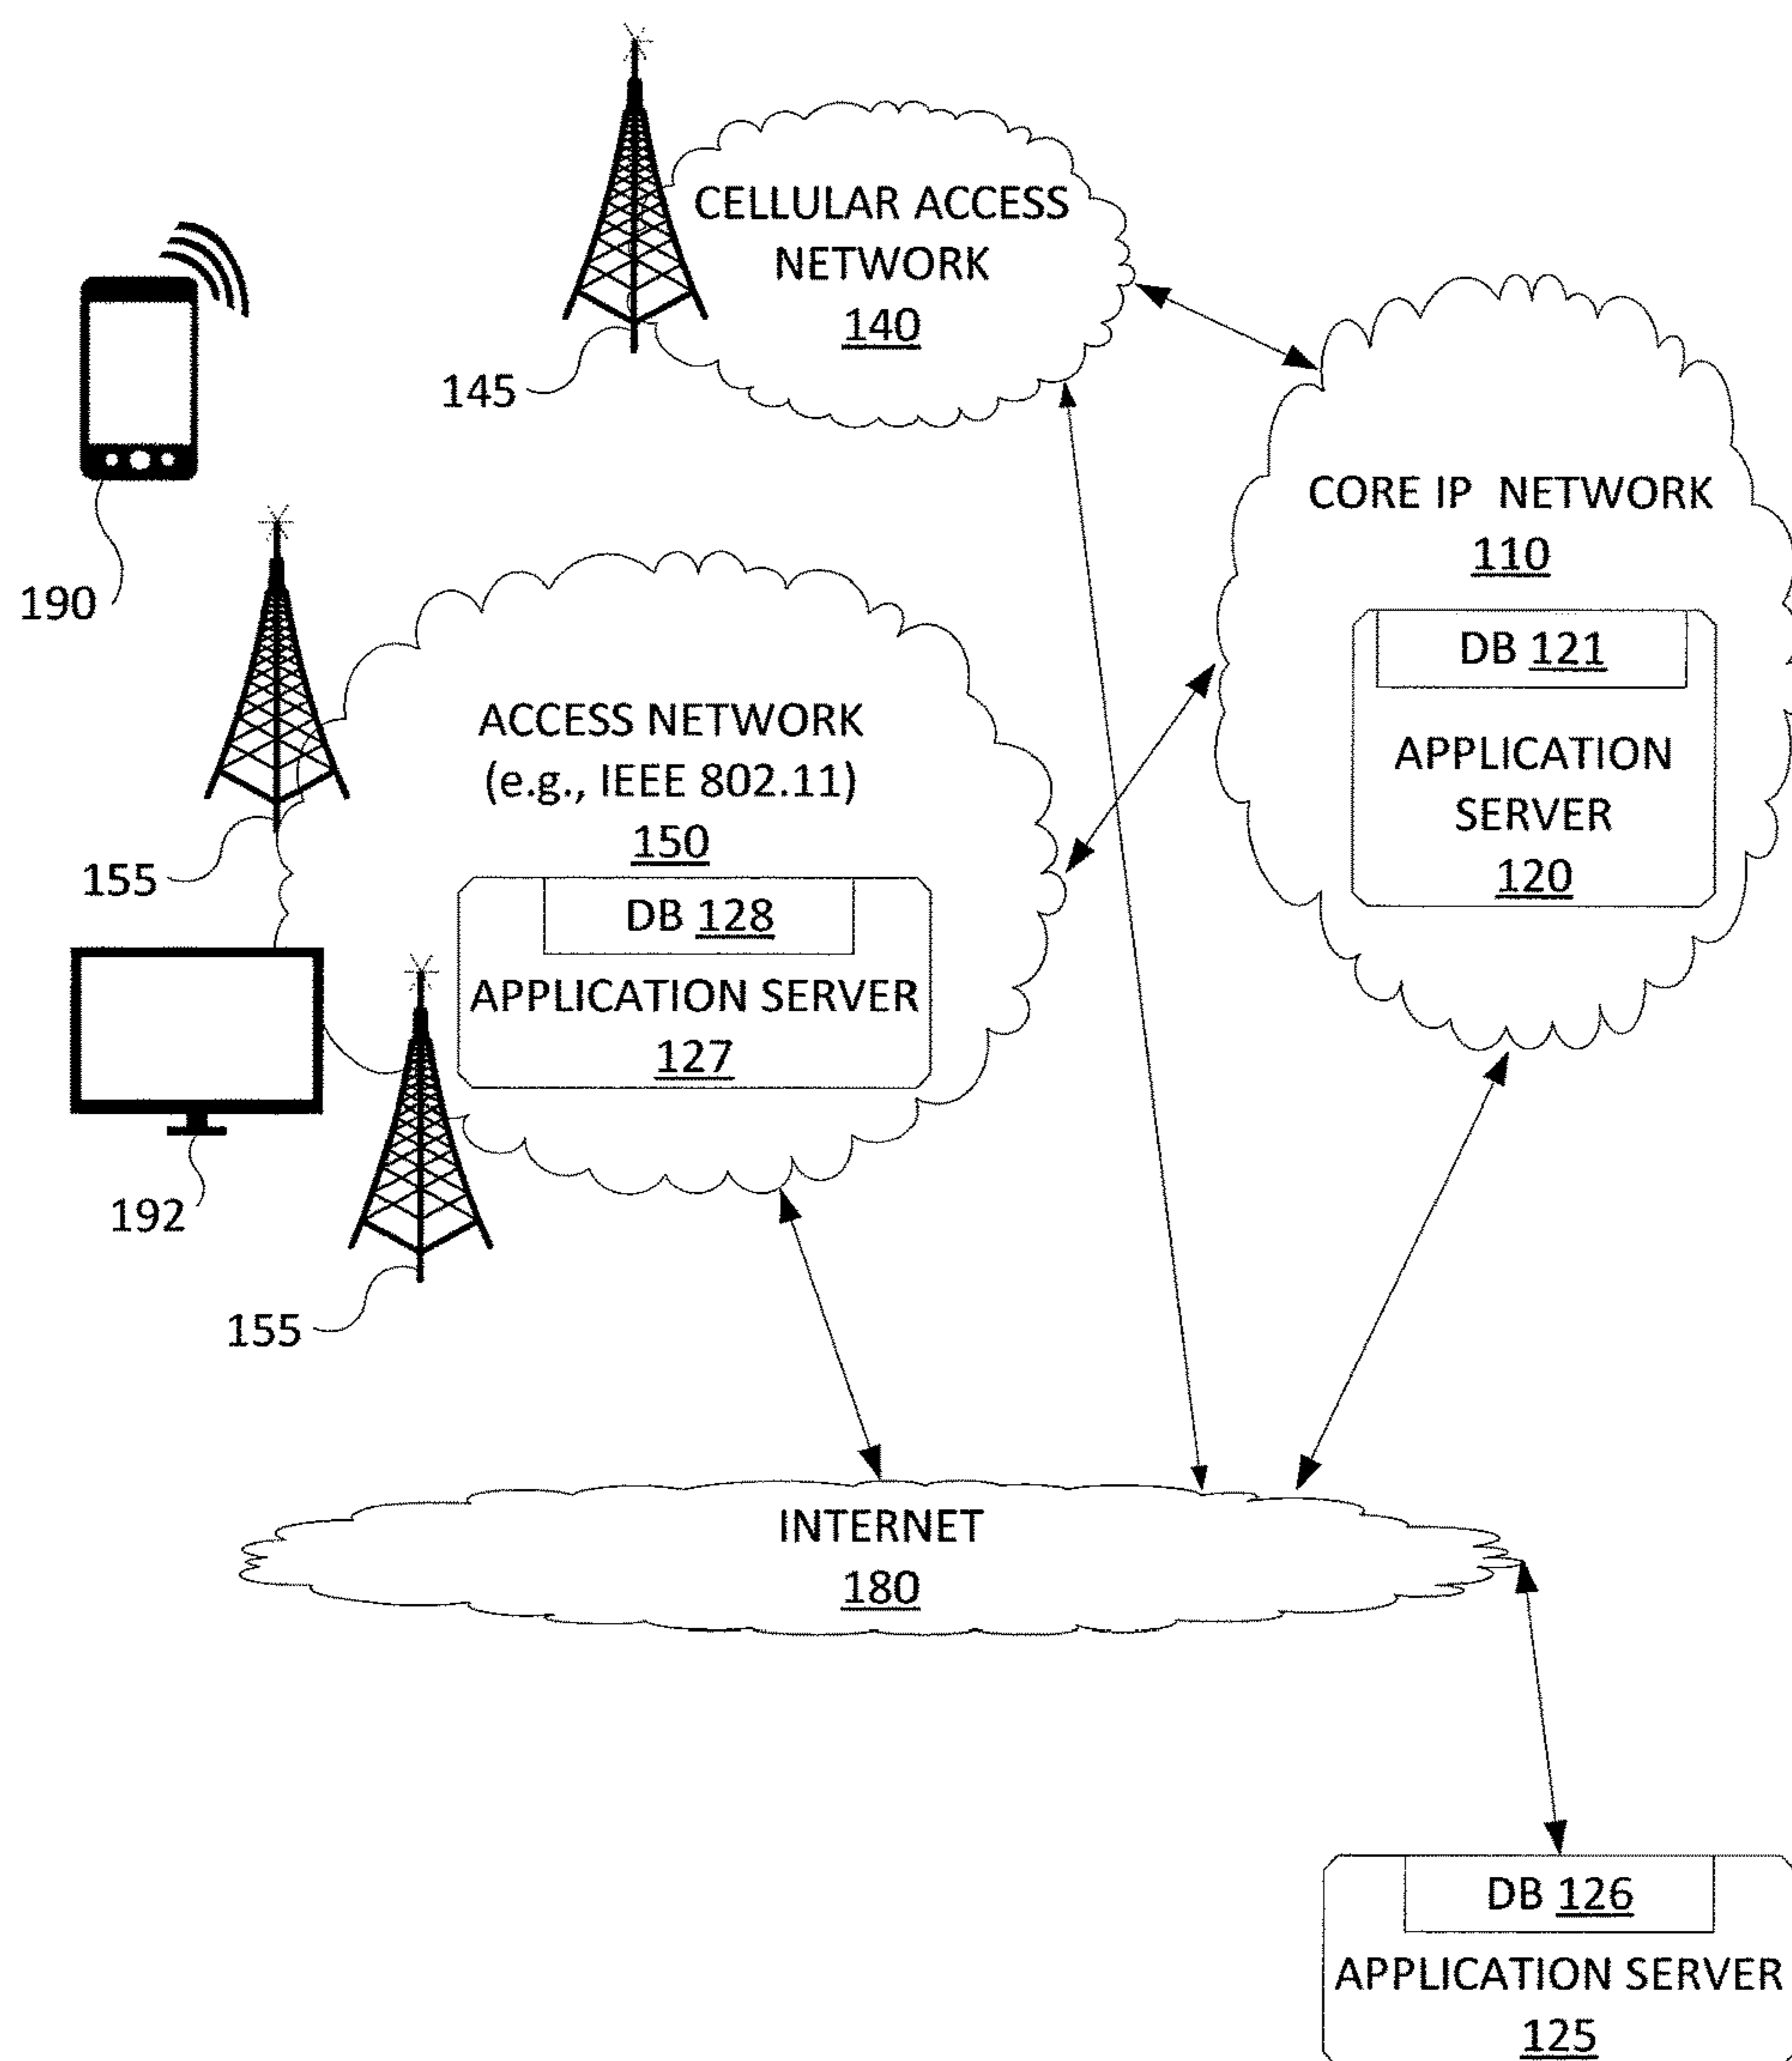 CELLULAR ACCESS
NETWORK
140
145
190
CORE IP NETWORK
110
DB 121
APPLICATION
SERVER
120
ACCESS NETWORK
(e.g., IEEE 802.11)
150
155
DB 128
APPLICATION SERVER
127
192
155
INTERNET
180
DB 126
APPLICATION SERVER
125